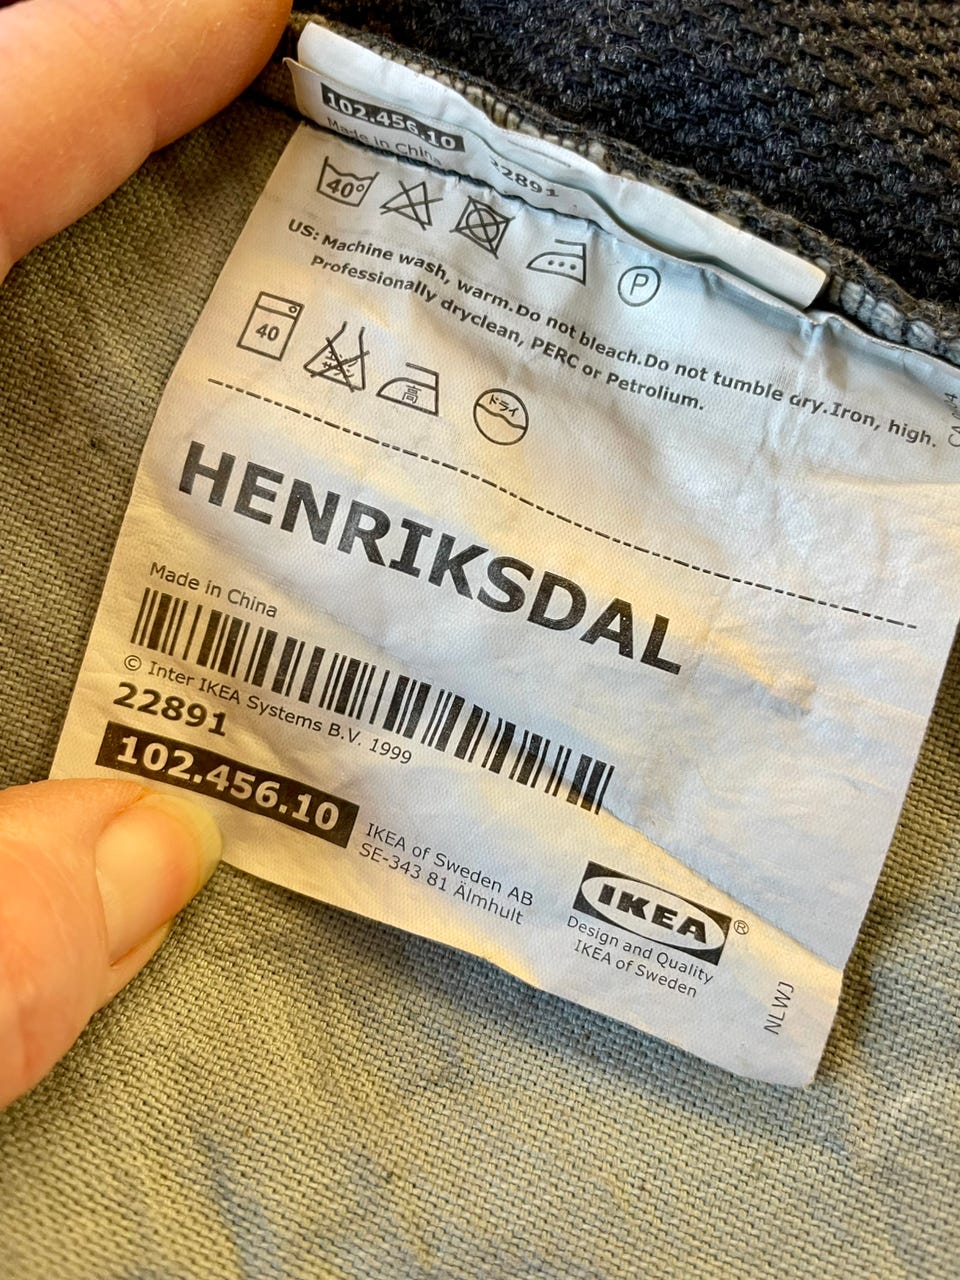 102.456.10
Made in China
22891
40°
P
US: Machine wash, warm.Do not bleach.Do not tumble dry.Iron, high.
Professionally dryclean, PERC or Petrolium.
40
高
ドライ
HENRIKSDAL
Made in China
© Inter IKEA Systems B.V. 1999
22891
102.456.10
IKEA of Sweden AB
SE-343 81 Älmhult
IKEA®
Design and Quality
IKEA of Sweden
NLWJ